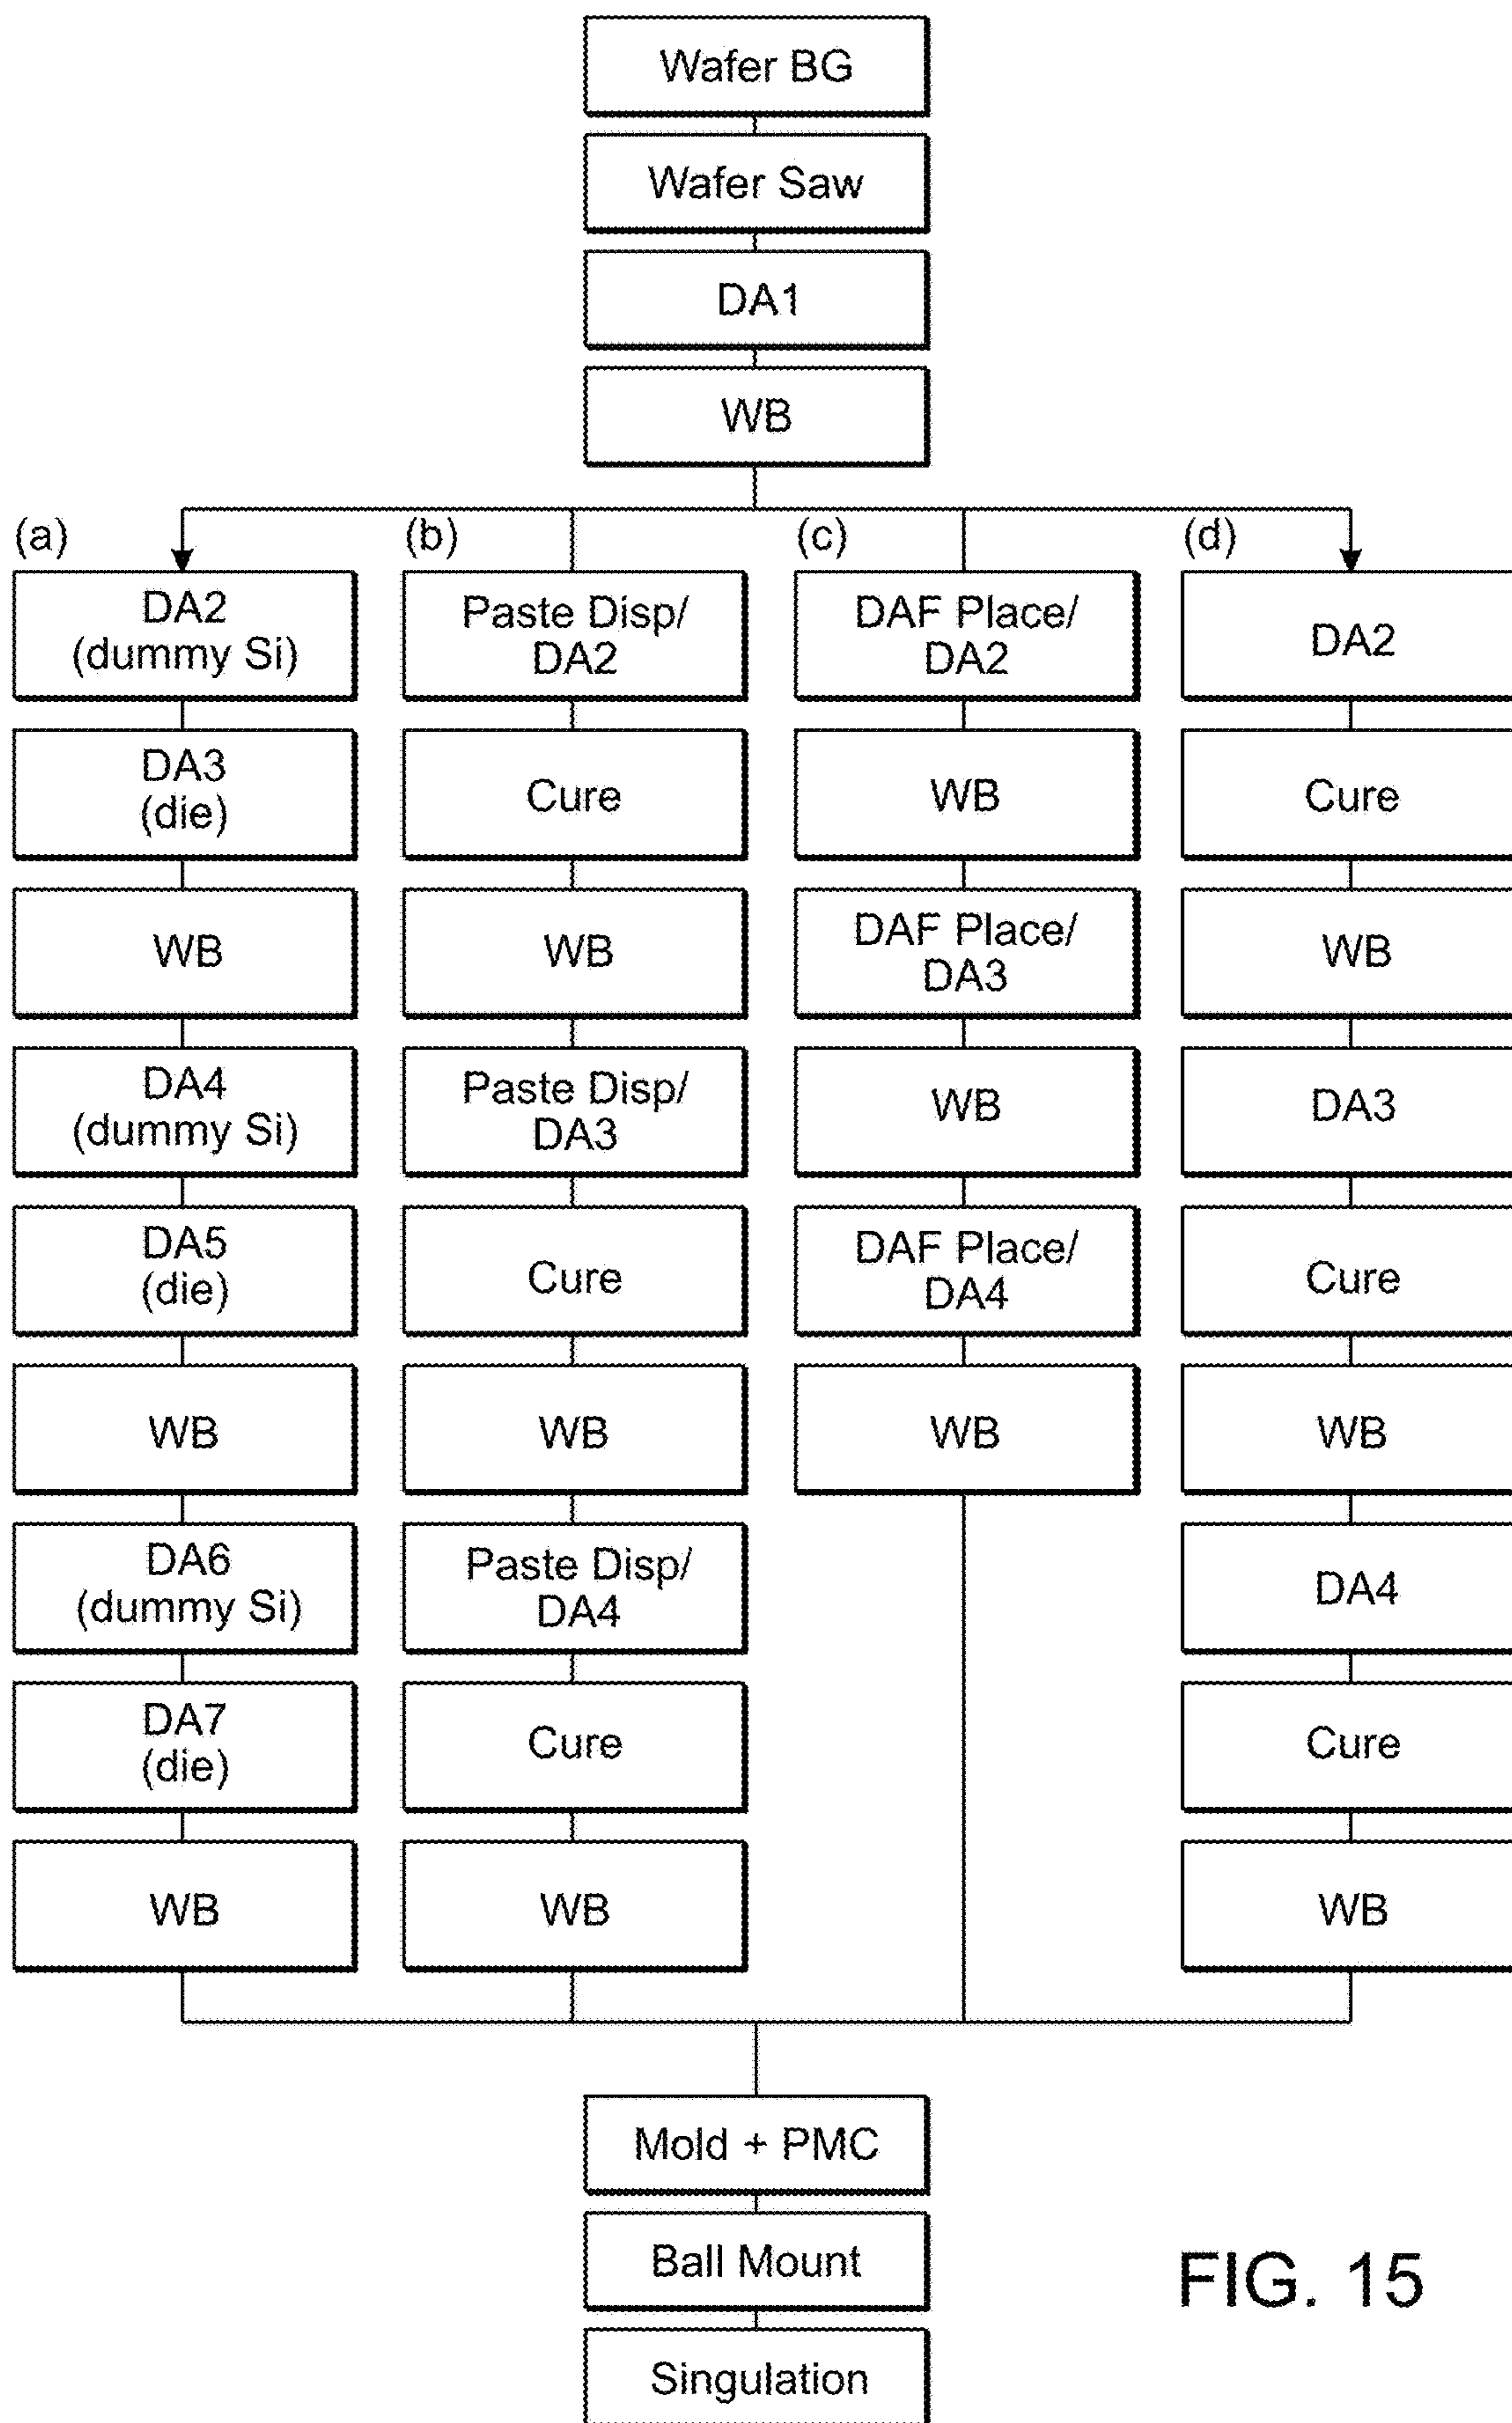 Wafer BG
Wafer Saw
DA1
WB
(a)
DA2
(dummy Si)
DA3
(die)
WB
DA4
(dummy Si)
DA5
(die)
WB
DA6
(dummy Si)
DA7
(die)
WB
(b)
Paste Disp/
DA2
Cure
WB
Paste Disp/
DA3
Cure
WB
Paste Disp/
DA4
Cure
WB
(c)
DAF Place/
DA2
WB
DAF Place/
DA3
WB
DAF Place/
DA4
WB
(d)
DA2
Cure
WB
DA3
Cure
WB
DA4
Cure
WB
Mold + PMC
Ball Mount
Singulation
FIG. 15